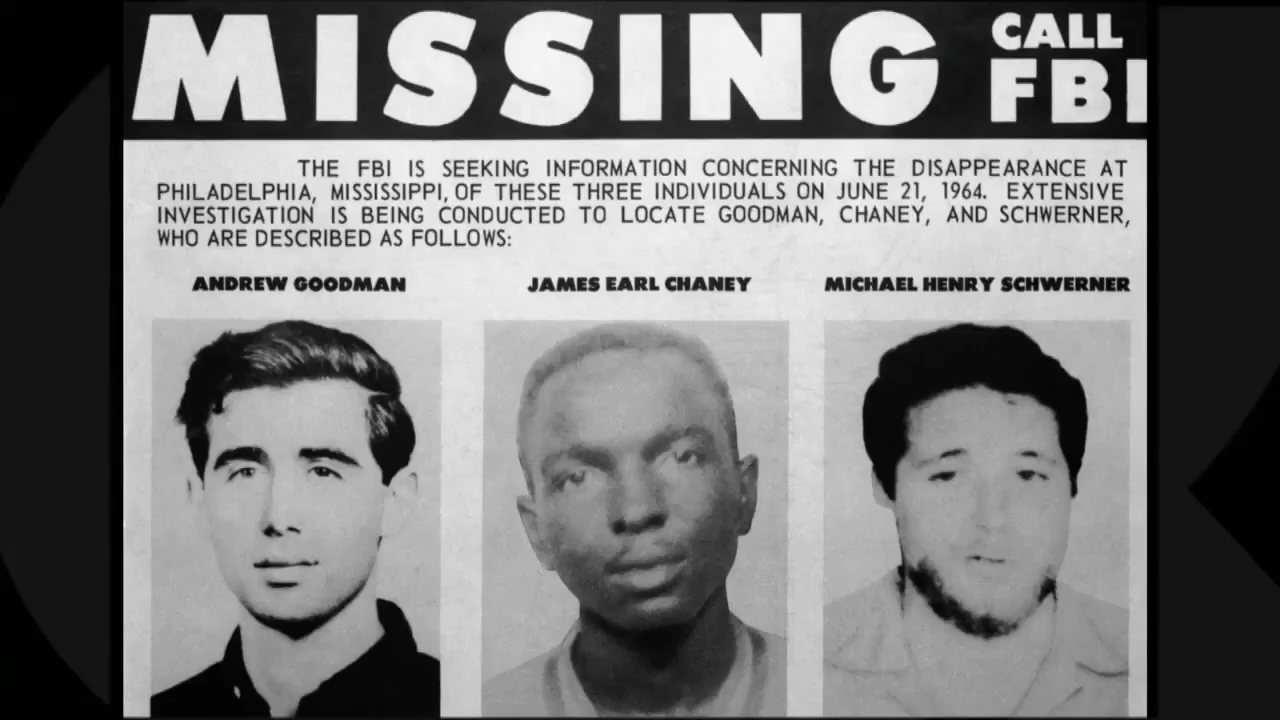 MISSING CALL FBI
THE FBI IS SEEKING INFORMATION CONCERNING THE DISAPPEARANCE AT
PHILADELPHIA, MISSISSIPPI, OF THESE THREE INDIVIDUALS ON JUNE 21, 1964. EXTENSIVE
INVESTIGATION IS BEING CONDUCTED TO LOCATE GOODMAN, CHANEY, AND SCHWERNER,
WHO ARE DESCRIBED AS FOLLOWS:
ANDREW GOODMAN JAMES EARL CHANEY MICHAEL HENRY SCHWERNER